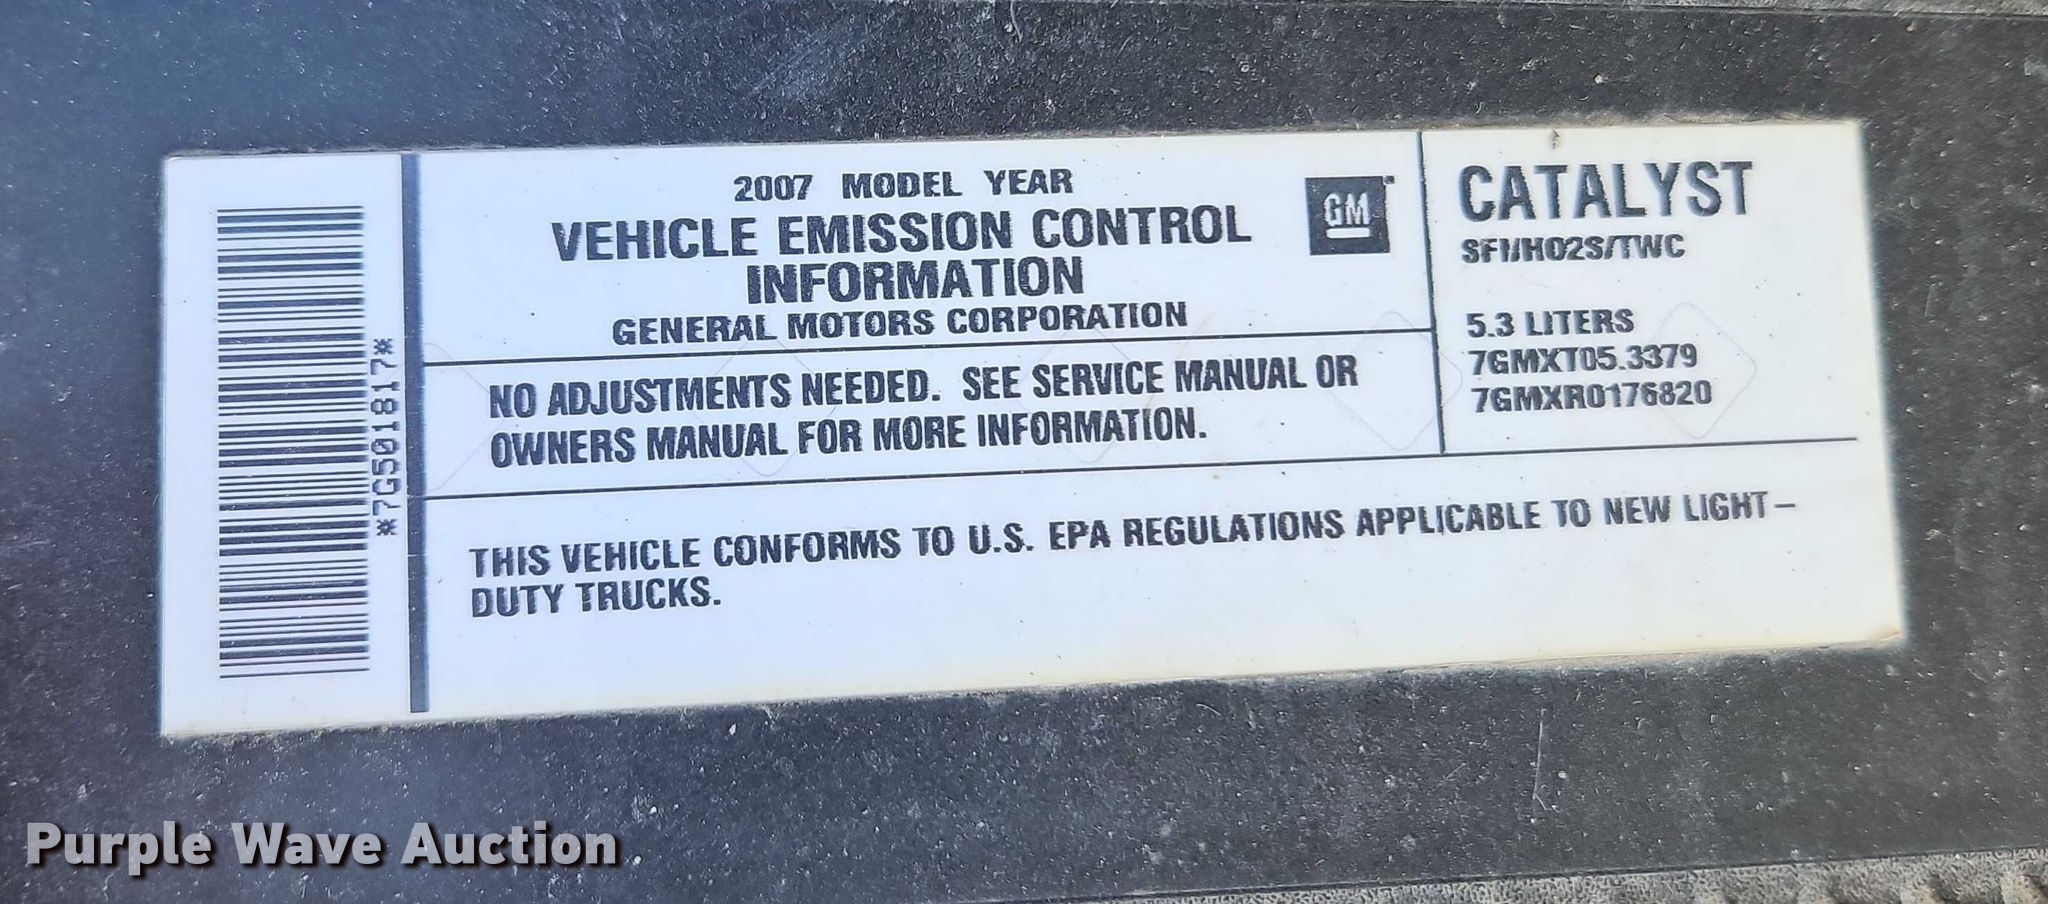 *7G501817*
2007 MODEL YEAR
VEHICLE EMISSION CONTROL
INFORMATION
GENERAL MOTORS CORPORATION
GM
NO ADJUSTMENTS NEEDED. SEE SERVICE MANUAL OR
OWNERS MANUAL FOR MORE INFORMATION.
CATALYST
SFI/HO2S/TWC
5.3 LITERS
7GMXT05.3379
7GMXR0176820
THIS VEHICLE CONFORMS TO U.S. EPA REGULATIONS APPLICABLE TO NEW LIGHT-
DUTY TRUCKS.
Purple Wave Auction